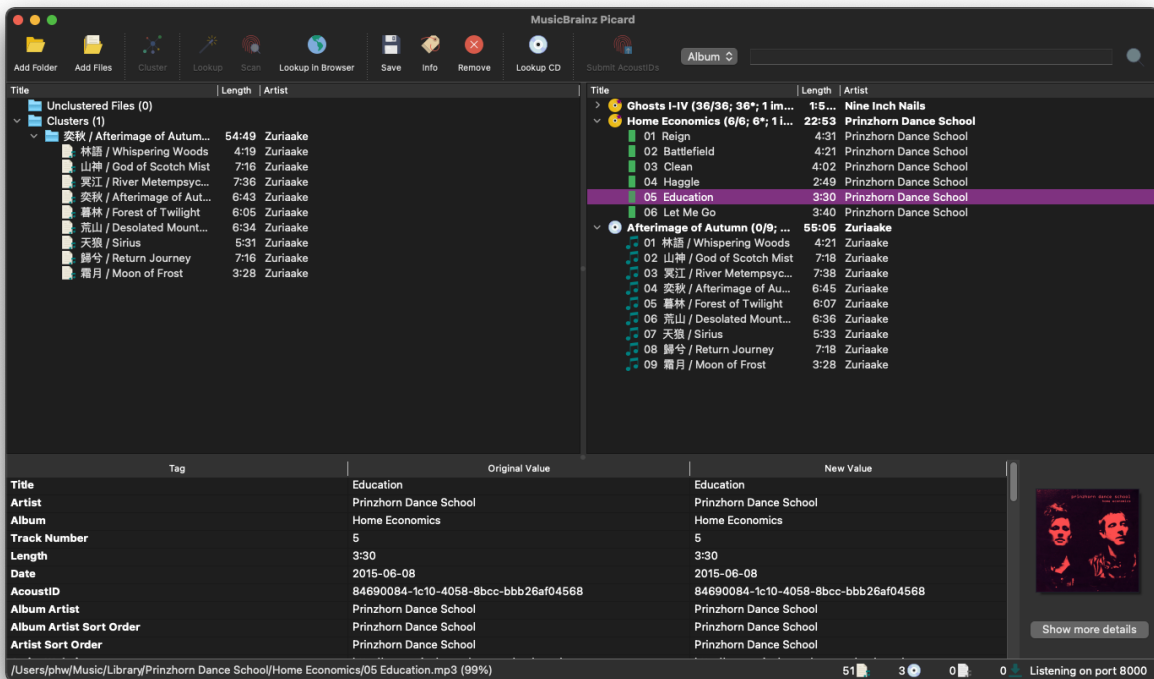 MusicBrainz Picard
Add Folder Add Files Cluster Lookup Scan Lookup in Browser Save Info Remove Lookup CD Submit AcoustIDs Album
Title Length Artist
Unclustered Files (0)
Clusters (1)
奕秋 / Afterimage of Autum... 54:49 Zuriaake
林語 / Whispering Woods 4:19 Zuriaake
山神 / God of Scotch Mist 7:16 Zuriaake
冥江 / River Metempsyc... 7:36 Zuriaake
奕秋 / Afterimage of Aut... 6:43 Zuriaake
暮林 / Forest of Twilight 6:05 Zuriaake
荒山 / Desolated Mount... 6:34 Zuriaake
天狼 / Sirius 5:31 Zuriaake
歸兮 / Return Journey 7:16 Zuriaake
霜月 / Moon of Frost 3:28 Zuriaake
Title Length Artist
Ghosts I-IV (36/36; 36*; 1 im... 1:5... Nine Inch Nails
Home Economics (6/6; 6*; 1 i... 22:53 Prinzhorn Dance School
01 Reign 4:31 Prinzhorn Dance School
02 Battlefield 4:21 Prinzhorn Dance School
03 Clean 4:02 Prinzhorn Dance School
04 Haggle 2:49 Prinzhorn Dance School
05 Education 3:30 Prinzhorn Dance School
06 Let Me Go 3:40 Prinzhorn Dance School
Afterimage of Autumn (0/9; ... 55:05 Zuriaake
01 林語 / Whispering Woods 4:21 Zuriaake
02 山神 / God of Scotch Mist 7:18 Zuriaake
03 冥江 / River Metempsyc... 7:38 Zuriaake
04 奕秋 / Afterimage of Au... 6:45 Zuriaake
05 暮林 / Forest of Twilight 6:07 Zuriaake
06 荒山 / Desolated Mount... 6:36 Zuriaake
07 天狼 / Sirius 5:33 Zuriaake
08 歸兮 / Return Journey 7:18 Zuriaake
09 霜月 / Moon of Frost 3:28 Zuriaake
Tag Original Value New Value
Title Education Education
Artist Prinzhorn Dance School Prinzhorn Dance School
Album Home Economics Home Economics
Track Number 5 5
Length 3:30 3:30
Date 2015-06-08 2015-06-08
AcoustID 84690084-1c10-4058-8bcc-bbb26af04568 84690084-1c10-4058-8bcc-bbb26af04568
Album Artist Prinzhorn Dance School Prinzhorn Dance School
Album Artist Sort Order Prinzhorn Dance School Prinzhorn Dance School
Artist Sort Order Prinzhorn Dance School Prinzhorn Dance School
prinzhorn dance school
home economics
Show more details
/Users/phw/Music/Library/Prinzhorn Dance School/Home Economics/05 Education.mp3 (99%) 51 3 0 0 Listening on port 8000